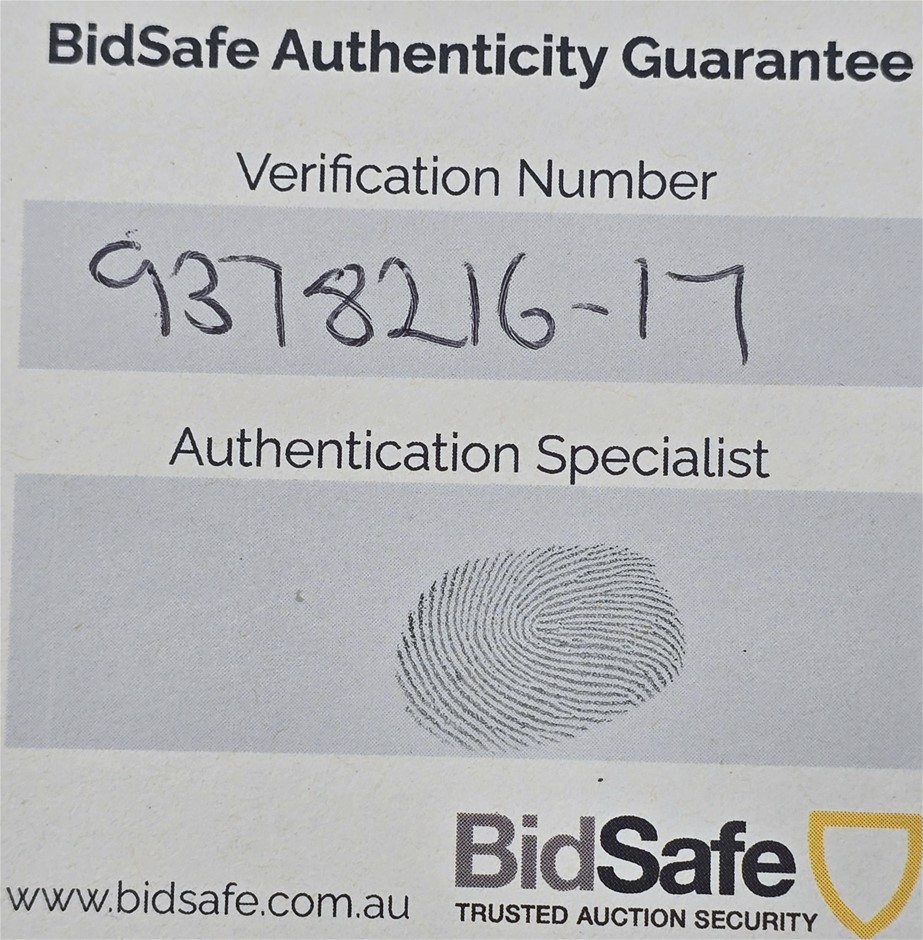 BidSafe Authenticity Guarantee
Verification Number
9378216-17
Authentication Specialist
BidSafe
www.bidsafe.com.au
TRUSTED AUCTION SECURITY